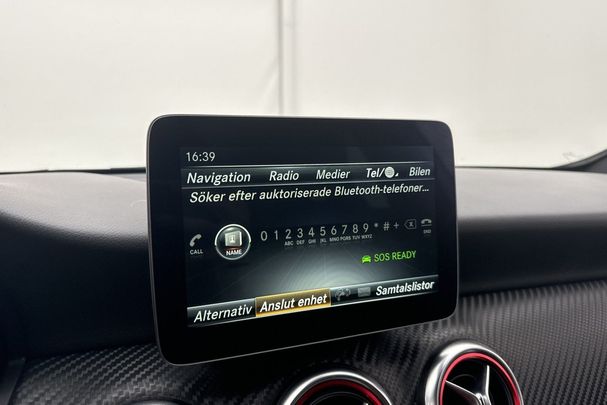 16:39
Navigation Radio Medier Tel/ Bilen
Söker efter auktoriserade Bluetooth-telefoner...
0 1 2 3 4 5 6 7 8 9 * # +
ABC DEF GHI JKL MNO PQRS TUV WXYZ
CALL NAME END
SOS READY
Alternativ Anslut enhet Samtalslistor